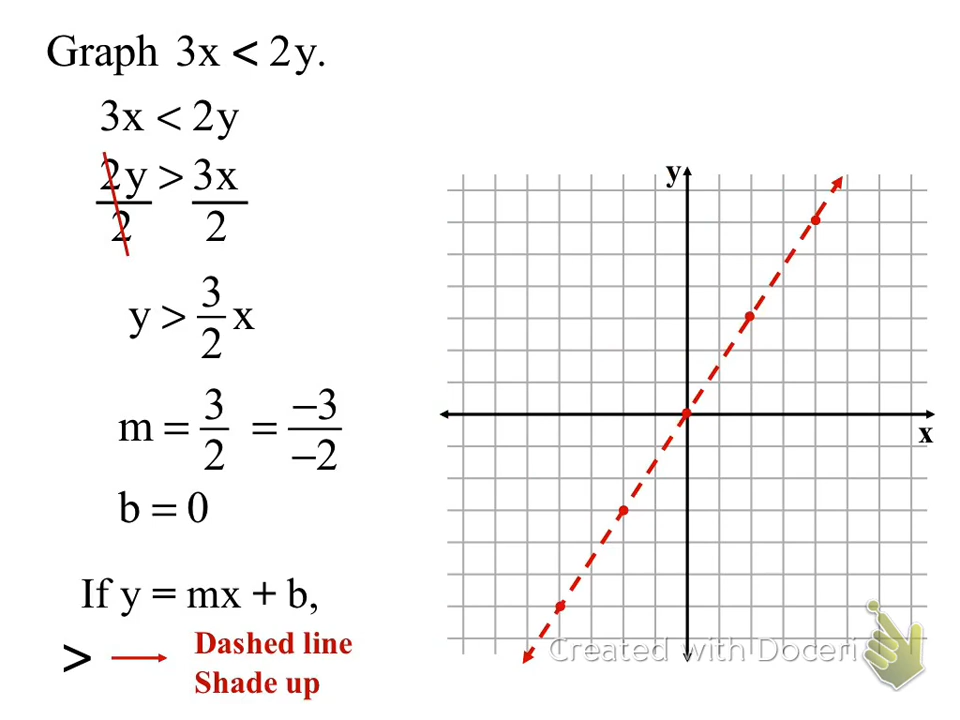 Graph 3x < 2y.
3x < 2y
2y/2 > 3x/2
y > 3/2 x
m = 3/2 = −3/−2
b = 0
If y = mx + b,
> → Dashed line
Shade up
y
x
Created with Doceri